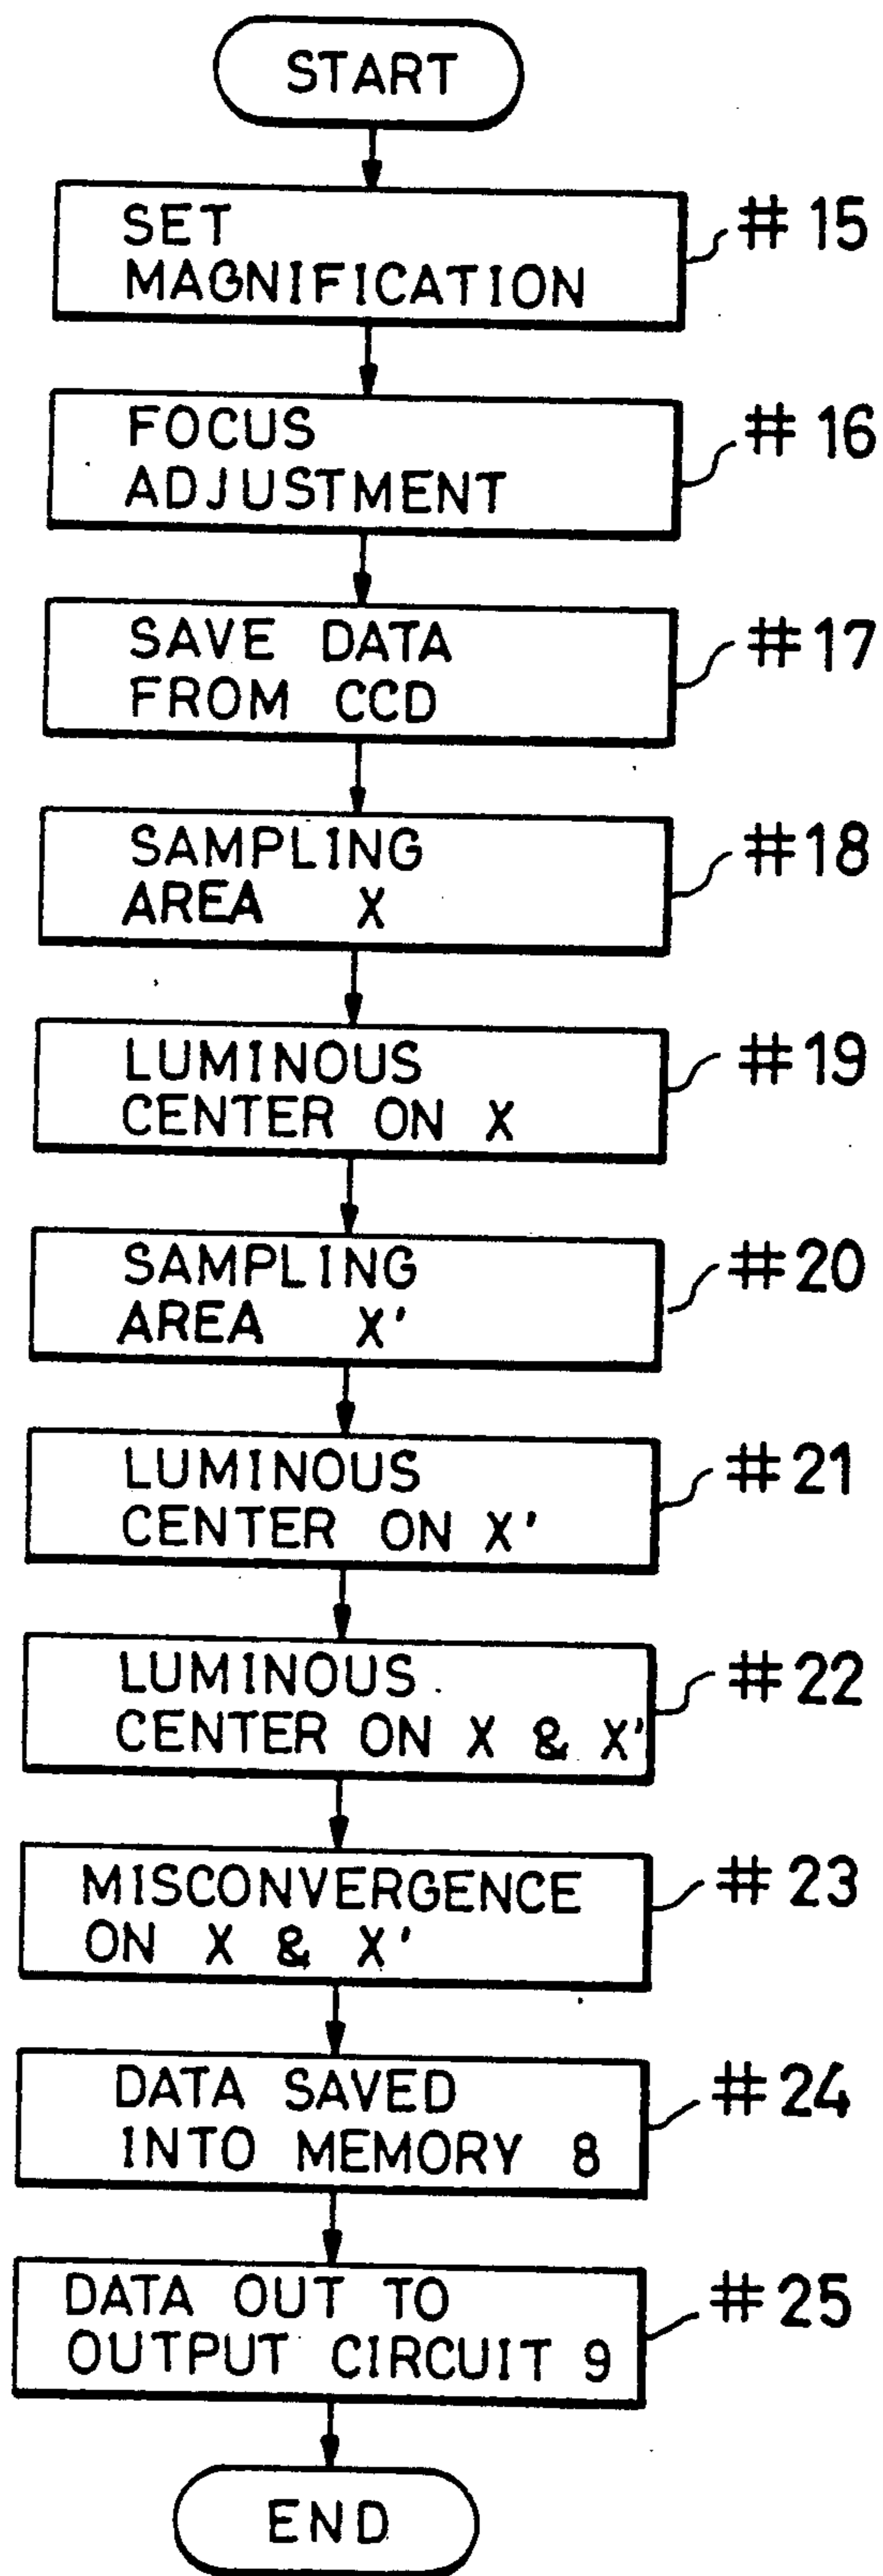 START
SET
MAGNIFICATION
#15
FOCUS
ADJUSTMENT
#16
SAVE DATA
FROM CCD
#17
SAMPLING
AREA X
#18
LUMINOUS
CENTER ON X
#19
SAMPLING
AREA X'
#20
LUMINOUS
CENTER ON X'
#21
LUMINOUS
CENTER ON X & X'
#22
MISCONVERGENCE
ON X & X'
#23
DATA SAVED
INTO MEMORY 8
#24
DATA OUT TO
OUTPUT CIRCUIT 9
#25
END